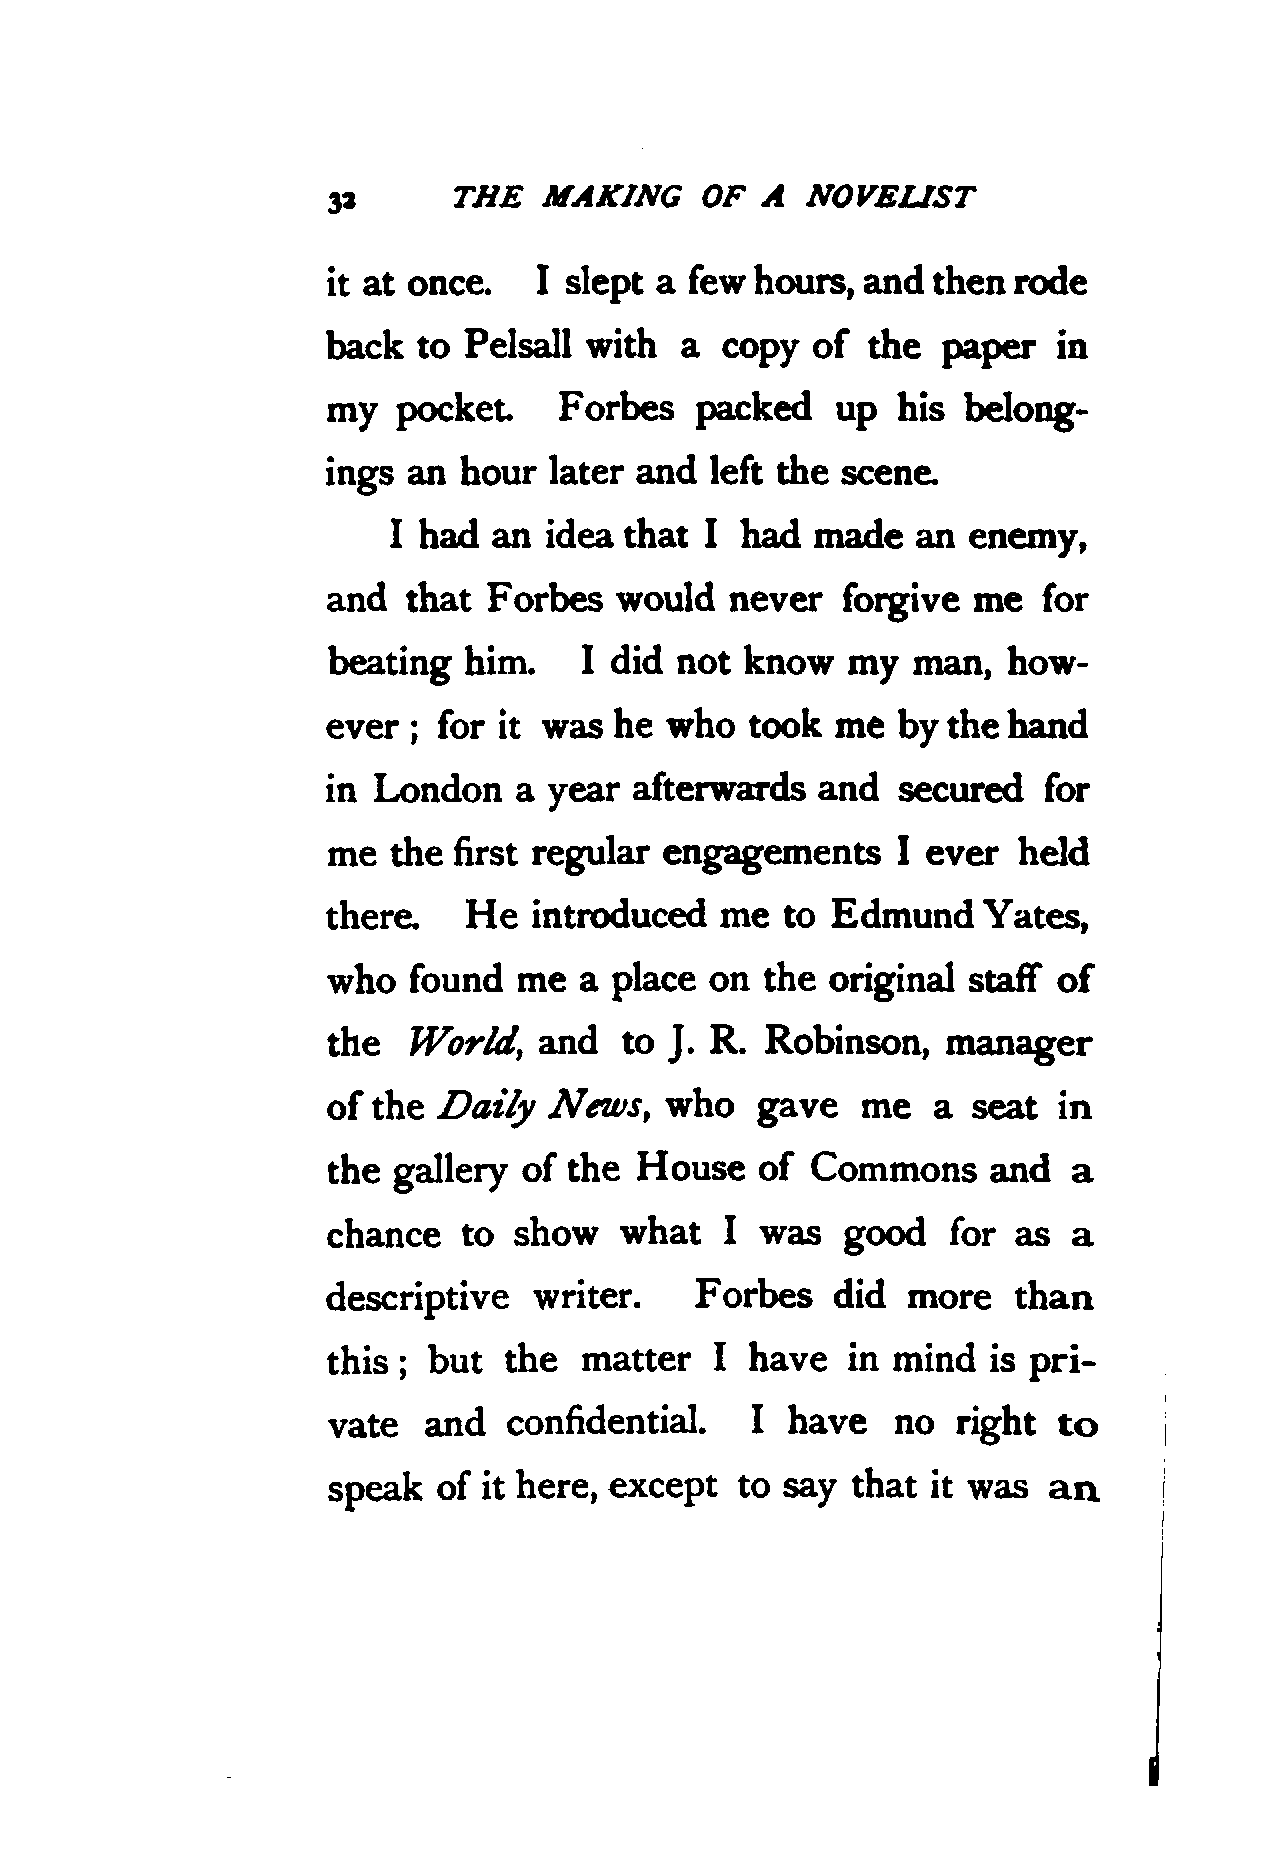 32 THE MAKING OF A NOVELIST
it at once. I slept a few hours, and then rode
back to Pelsall with a copy of the paper in
my pocket. Forbes packed up his belong-
ings an hour later and left the scene.
I had an idea that I had made an enemy,
and that Forbes would never forgive me for
beating him. I did not know my man, how-
ever ; for it was he who took me by the hand
in London a year afterwards and secured for
me the first regular engagements I ever held
there. He introduced me to Edmund Yates,
who found me a place on the original staff of
the World, and to J. R. Robinson, manager
of the Daily News, who gave me a seat in
the gallery of the House of Commons and a
chance to show what I was good for as a
descriptive writer. Forbes did more than
this ; but the matter I have in mind is pri-
vate and confidential. I have no right to
speak of it here, except to say that it was an